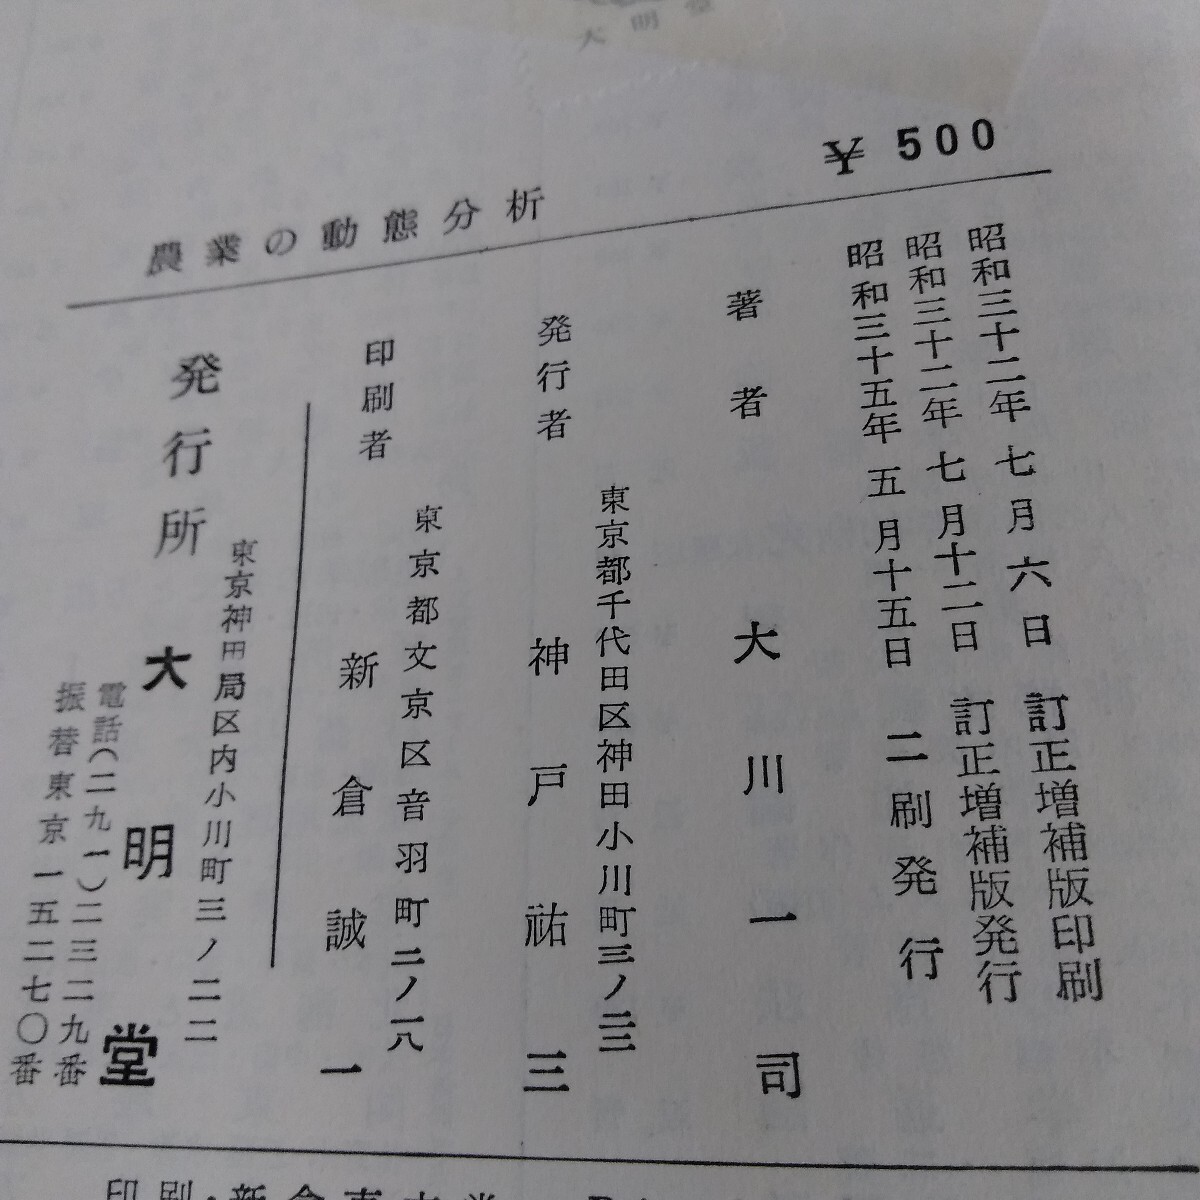 大明堂
¥500
農業の動態分析
昭和三十二年 七月 六日 訂正増補版印刷
昭和三十二年 七月十二日 訂正増補版発行
昭和三十五年 五月十五日 二刷発行
著者 大川一司
東京都千代田区神田小川町三ノ二三
発行者 神戸祐三
東京都文京区音羽町二ノ一八
印刷者 新倉誠一
東京神田局区内小川町三ノ二二
発行所 大明堂
電話(二九一)二三二九番
振替東京一五二七〇番